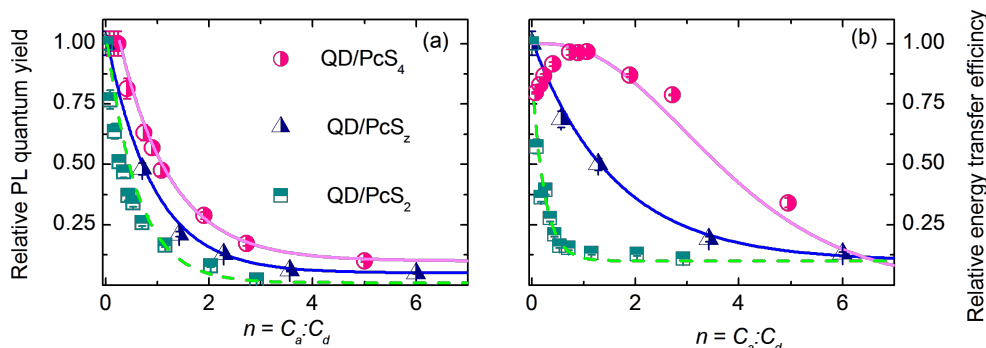 Relative PL quantum yield
1.00
0.75
0.50
0.25
(a)
QD/PcS4
QD/PcSz
QD/PcS2
0 2 4 6
n = Ca:Cd
(b)
0 2 4 6
n = Ca:Cd
1.00
0.75
0.50
0.25
Relative energy transfer efficincy